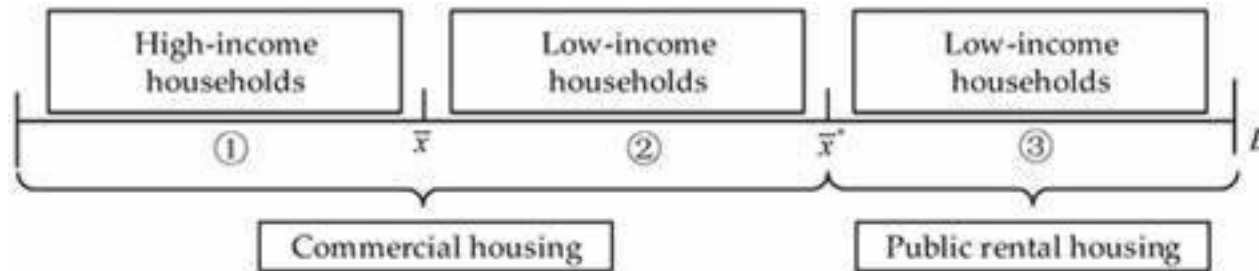 High-income households
Low-income households
Low-income households
① x̄ ② x̄* ③
Commercial housing
Public rental housing